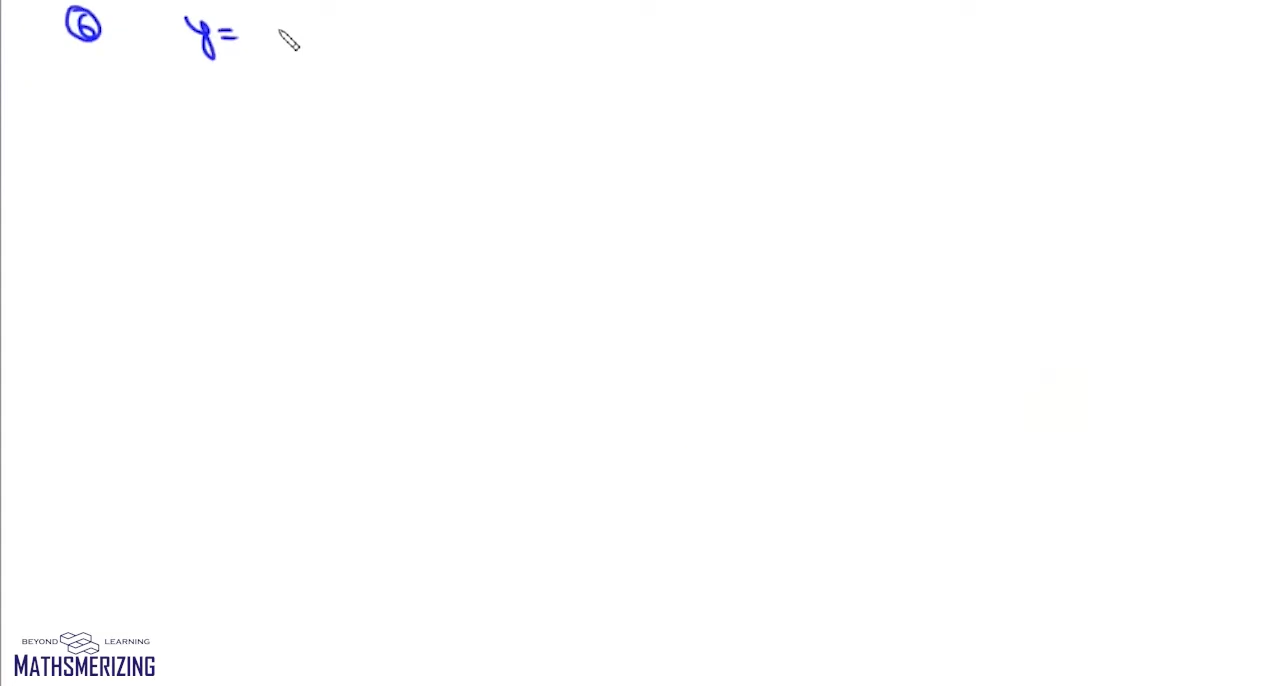 ⑥ y =
BEYOND LEARNING
MATHSMERIZING